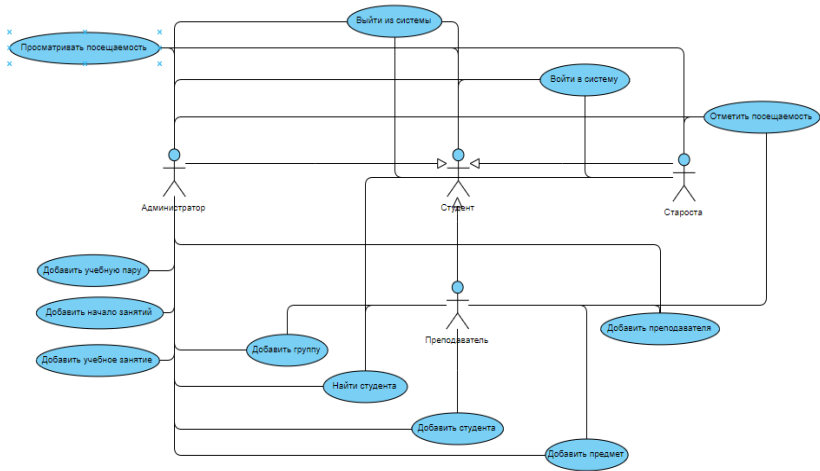 Выйти из системы
Просматривать посещаемость
Войти в систему
Отметить посещаемость
Администратор
Студент
Староста
Добавить учебную пару
Добавить начало занятий
Добавить преподавателя
Преподаватель
Добавить группу
Добавить учебное занятие
Найти студента
Добавить студента
Добавить предмет